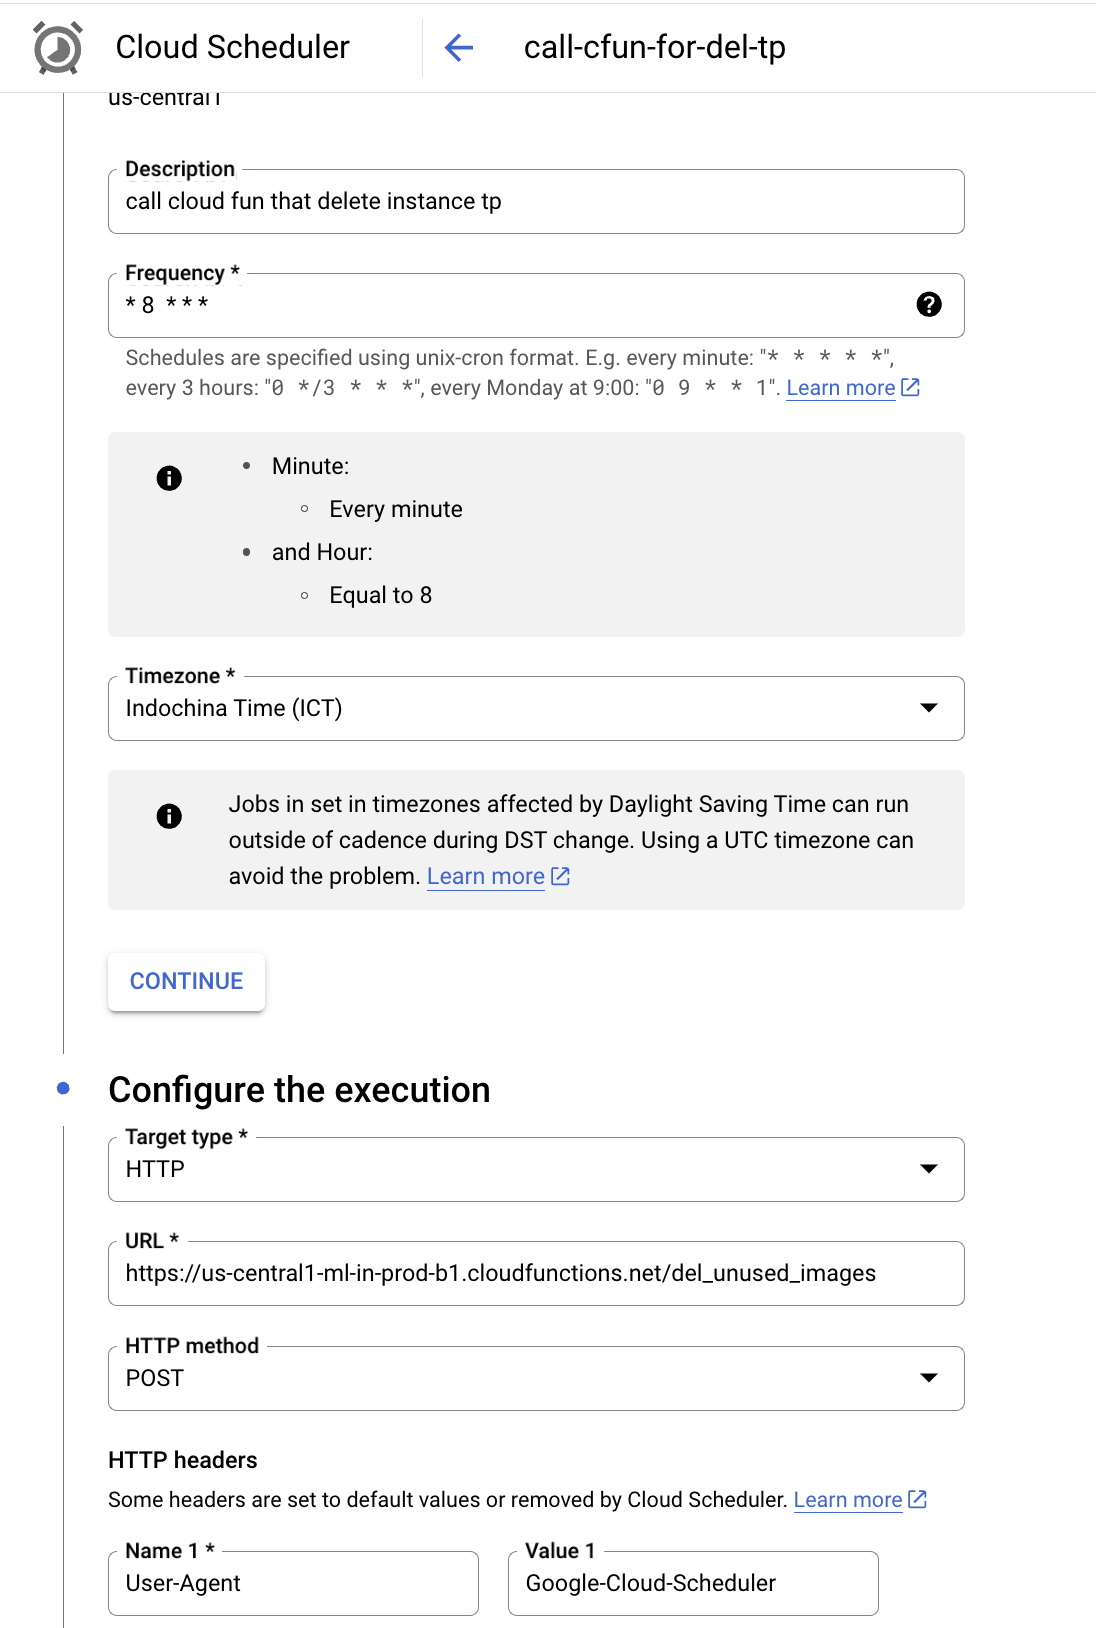 Cloud Scheduler
call-cfun-for-del-tp
us-central1
Description
call cloud fun that delete instance tp
Frequency *
* 8 * * *
Schedules are specified using unix-cron format. E.g. every minute: "* * * * *",
every 3 hours: "0 */3 * * *", every Monday at 9:00: "0 9 * * 1". Learn more
Minute:
Every minute
and Hour:
Equal to 8
Timezone *
Indochina Time (ICT)
Jobs in set in timezones affected by Daylight Saving Time can run
outside of cadence during DST change. Using a UTC timezone can
avoid the problem. Learn more
CONTINUE
Configure the execution
Target type *
HTTP
URL *
https://us-central1-ml-in-prod-b1.cloudfunctions.net/del_unused_images
HTTP method
POST
HTTP headers
Some headers are set to default values or removed by Cloud Scheduler. Learn more
Name 1 *
User-Agent
Value 1
Google-Cloud-Scheduler